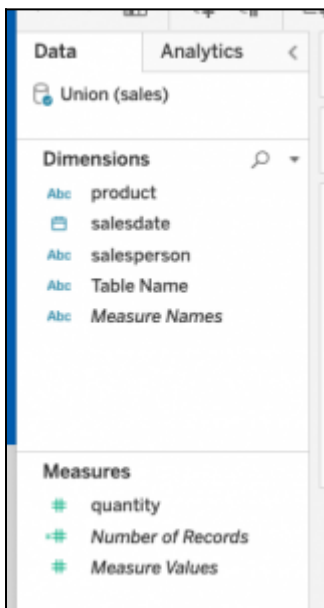 Data Analytics
Union (sales)
Dimensions
Abc product
salesdate
Abc salesperson
Abc Table Name
Abc Measure Names
Measures
quantity
Number of Records
Measure Values